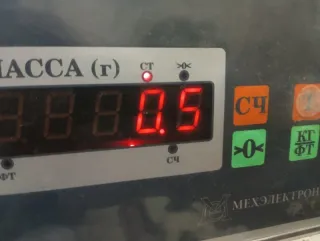 МАССА (г)
СТ >0<
0.5
СЧ
>0<
КГ
ФТ
ФТ СЧ
МЕХЭЛЕКТРОН